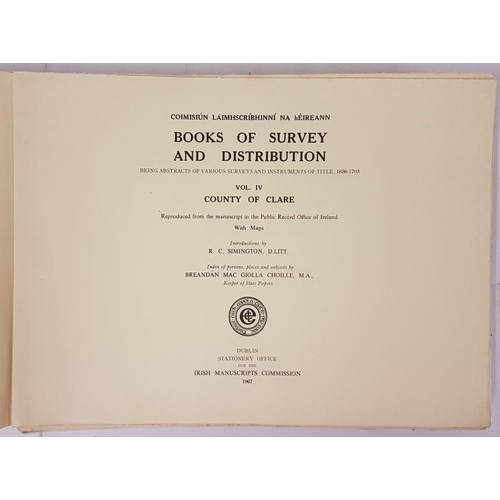 COIMISIÚN LÁIMHSCRÍBHINNÍ NA hÉIREANN
BOOKS OF SURVEY
AND DISTRIBUTION
BEING ABSTRACTS OF VARIOUS SURVEYS AND INSTRUMENTS OF TITLE, 1636-1703
VOL. IV
COUNTY OF CLARE
Reproduced from the manuscript in the Public Record Office of Ireland
With Maps
Introductions by
R. C. SIMINGTON, D.LITT.
Index of persons, places and subjects by
BREANDÁN MAC GIOLLA CHOILLE, M.A.,
Keeper of State Papers
DUBLIN
STATIONERY OFFICE
FOR THE
IRISH MANUSCRIPTS COMMISSION
1967